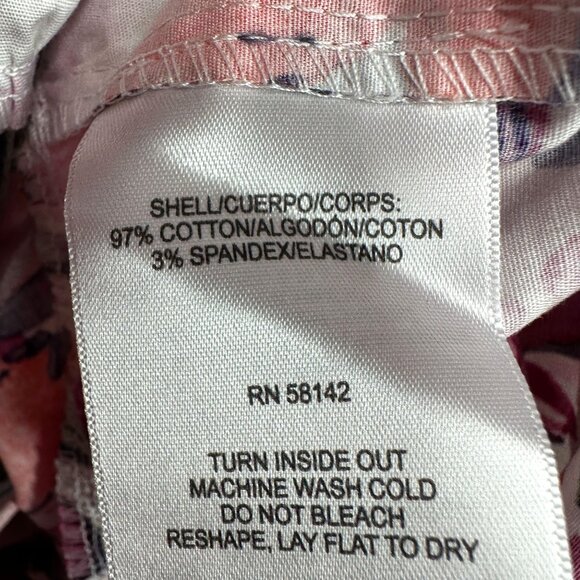 SHELL/CUERPO/CORPS:
97% COTTON/ALGODON/COTON
3% SPANDEX/ELASTANO
RN 58142
TURN INSIDE OUT
MACHINE WASH COLD
DO NOT BLEACH
RESHAPE, LAY FLAT TO DRY